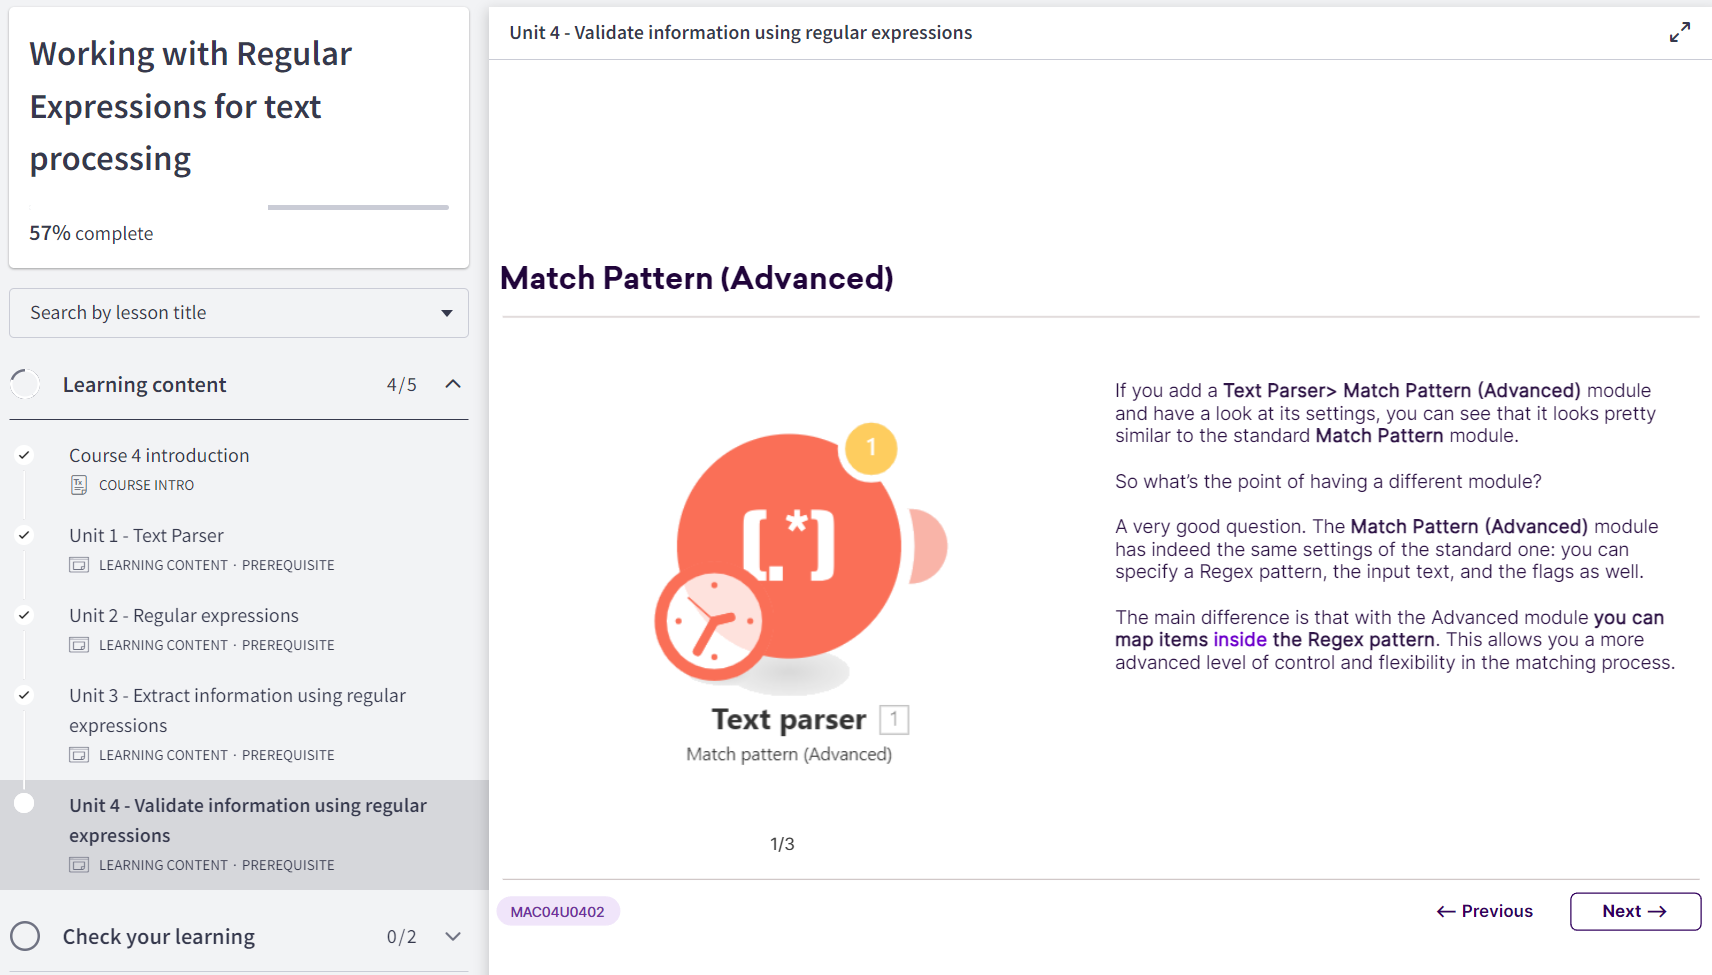 Working with Regular
Expressions for text
processing
57% complete
Search by lesson title
Learning content 4/5
Course 4 introduction
COURSE INTRO
Unit 1 - Text Parser
LEARNING CONTENT · PREREQUISITE
Unit 2 - Regular expressions
LEARNING CONTENT · PREREQUISITE
Unit 3 - Extract information using regular
expressions
LEARNING CONTENT · PREREQUISITE
Unit 4 - Validate information using regular
expressions
LEARNING CONTENT · PREREQUISITE
Check your learning 0/2
Unit 4 - Validate information using regular expressions
Match Pattern (Advanced)
1
[.*]
Text parser 1
Match pattern (Advanced)
1/3
If you add a Text Parser> Match Pattern (Advanced) module
and have a look at its settings, you can see that it looks pretty
similar to the standard Match Pattern module.
So what's the point of having a different module?
A very good question. The Match Pattern (Advanced) module
has indeed the same settings of the standard one: you can
specify a Regex pattern, the input text, and the flags as well.
The main difference is that with the Advanced module you can
map items inside the Regex pattern. This allows you a more
advanced level of control and flexibility in the matching process.
MAC04U0402
← Previous
Next →